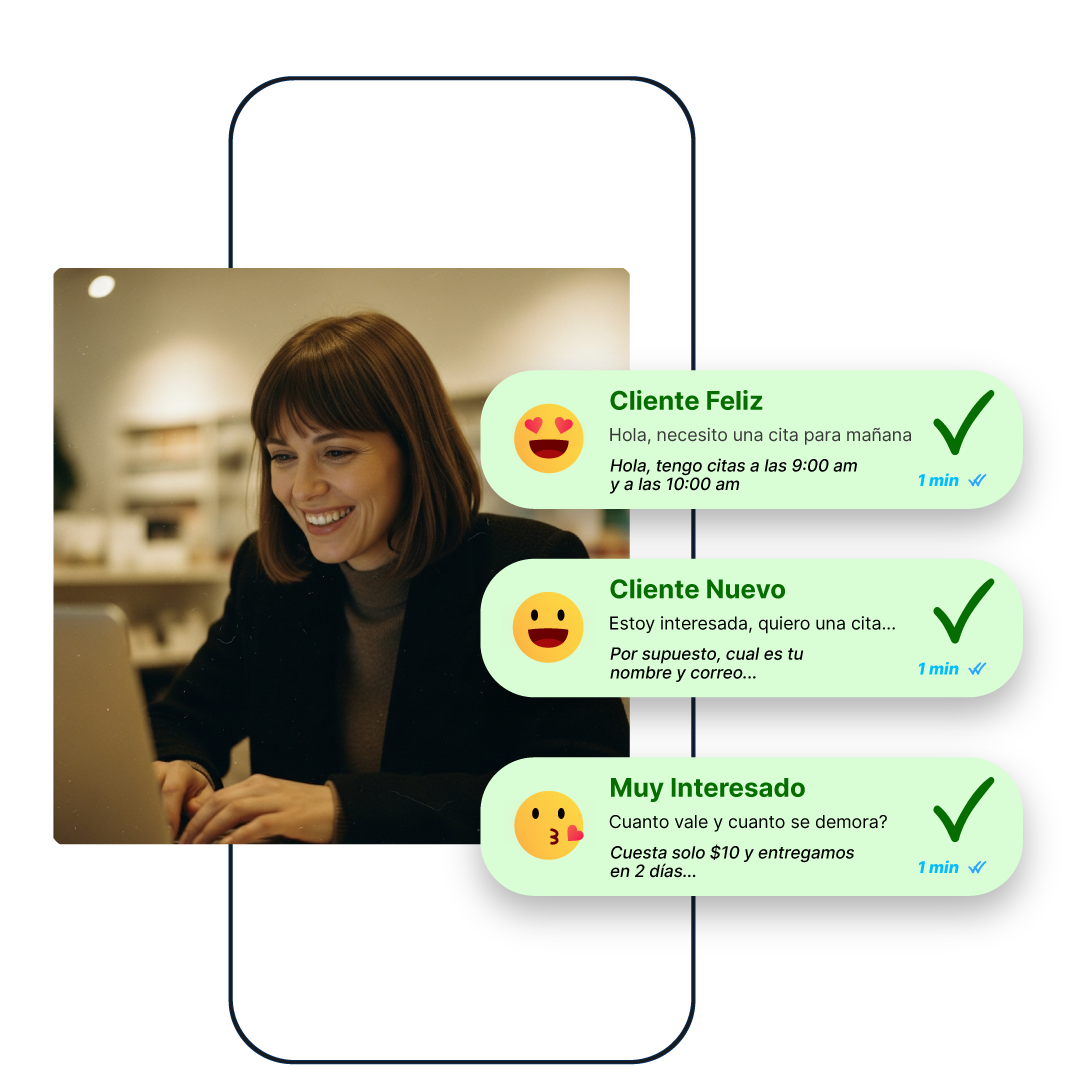 Cliente Feliz
Hola, necesito una cita para mañana
Hola, tengo citas a las 9:00 am
y a las 10:00 am
1 min
Cliente Nuevo
Estoy interesada, quiero una cita...
Por supuesto, cual es tu
nombre y correo...
1 min
Muy Interesado
Cuanto vale y cuanto se demora?
Cuesta solo $10 y entregamos
en 2 días...
1 min